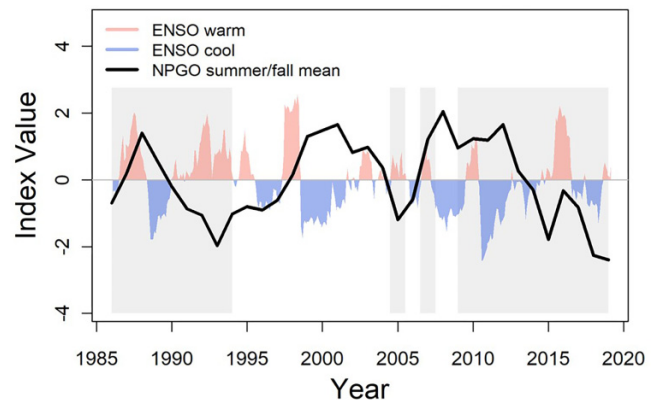 ENSO warm
ENSO cool
NPGO summer/fall mean
4
2
0
-2
-4
Index Value
1985 1990 1995 2000 2005 2010 2015 2020
Year